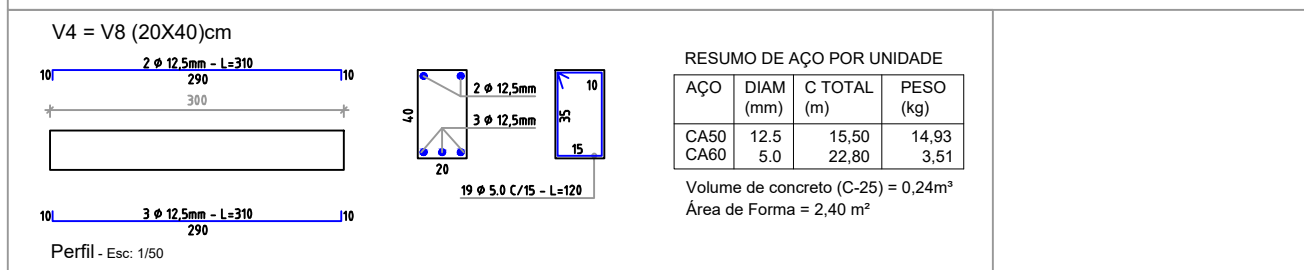 V4 = V8 (20X40)cm
2 ø 12,5mm - L=310
10 290 10
300
3 ø 12,5mm - L=310
10 290 10
Perfil - Esc: 1/50
2 ø 12,5mm
3 ø 12,5mm
40
20
10
35
15
19 ø 5.0 C/15 - L=120
RESUMO DE AÇO POR UNIDADE
AÇO DIAM (mm) C TOTAL (m) PESO (kg)
CA50 12.5 15,50 14,93
CA60 5.0 22,80 3,51
Volume de concreto (C-25) = 0,24m³
Área de Forma = 2,40 m²